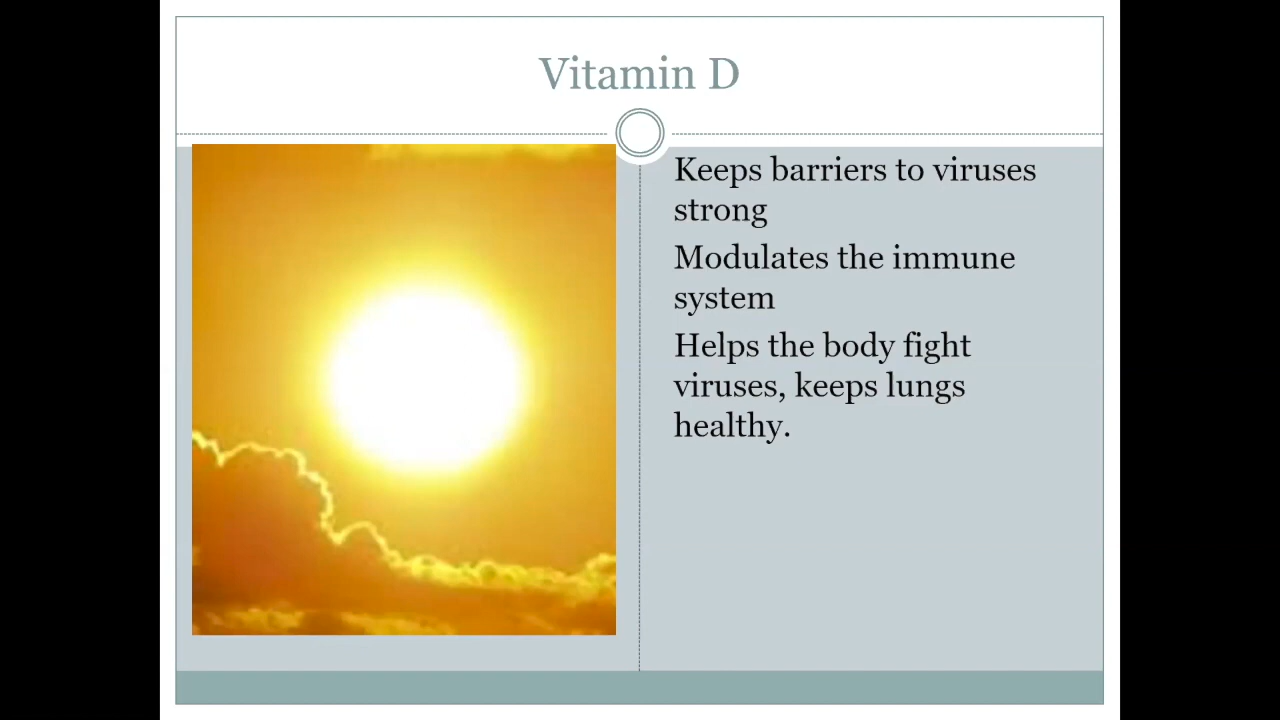 Vitamin D
Keeps barriers to viruses
strong
Modulates the immune
system
Helps the body fight
viruses, keeps lungs
healthy.